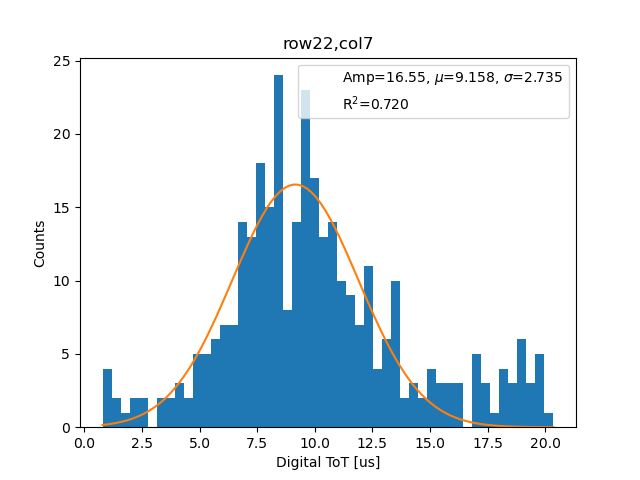 row22,col7
Amp=16.55, μ=9.158, σ=2.735
R²=0.720
25
20
15
10
5
0
Counts
0.0 2.5 5.0 7.5 10.0 12.5 15.0 17.5 20.0
Digital ToT [us]